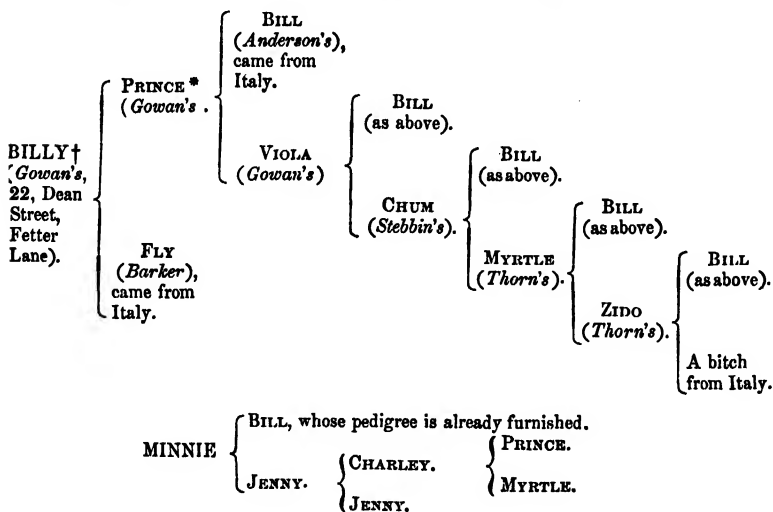 BILLY†
(Gowan's,
22, Dean
Street,
Fetter
Lane).
PRINCE *
(Gowan's .
BILL
(Anderson's),
came from
Italy.
VIOLA
(Gowan's)
BILL
(as above).
CHUM
(Stebbin's).
BILL
(as above).
MYRTLE
(Thorn's).
BILL
(as above).
ZIDO
(Thorn's).
BILL
(as above).
A bitch
from Italy.
FLY
(Barker),
came from
Italy.
MINNIE
BILL, whose pedigree is already furnished.
JENNY.
CHARLEY.
JENNY.
PRINCE.
MYRTLE.